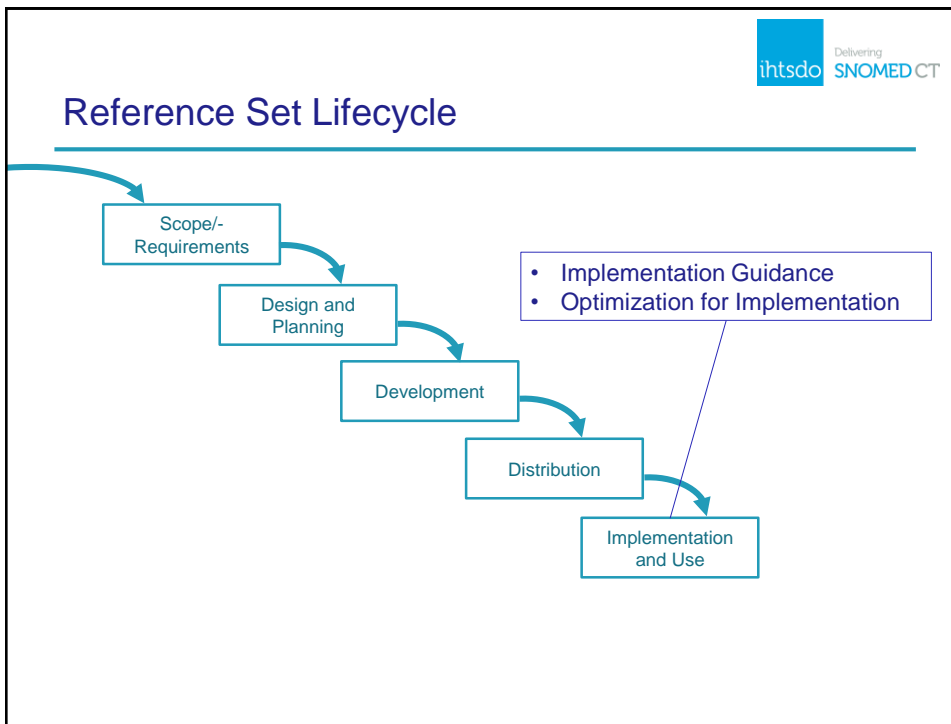 ihtsdo
Delivering
SNOMED CT
Reference Set Lifecycle
Scope/-
Requirements
Design and
Planning
Development
Distribution
Implementation
and Use
• Implementation Guidance
• Optimization for Implementation